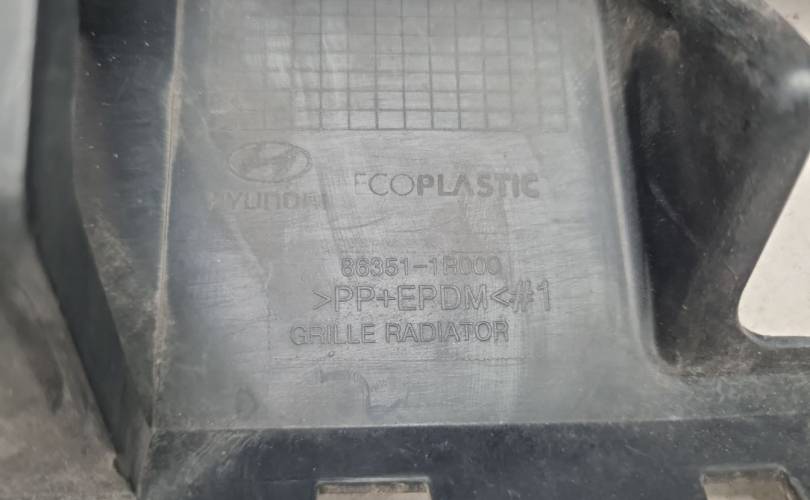 HYUNDAI ECOPLASTIC
86351-1R000
>PP+EPDM<#1
GRILLE RADIATOR